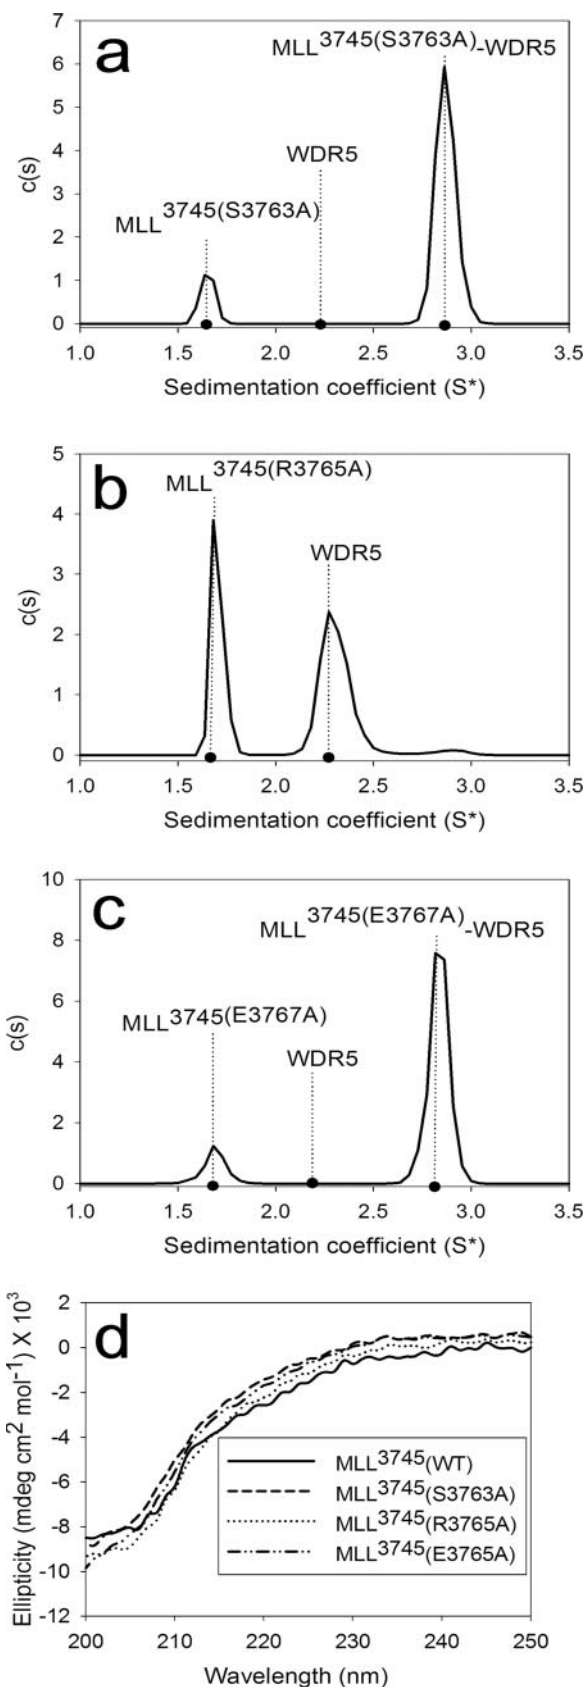 a
MLL3745(S3763A)-WDR5
WDR5
MLL3745(S3763A)
c(s)
7
6
5
4
3
2
1
0
1.0 1.5 2.0 2.5 3.0 3.5
Sedimentation coefficient (S*)
b
MLL3745(R3765A)
WDR5
c(s)
5
4
3
2
1
0
1.0 1.5 2.0 2.5 3.0 3.5
Sedimentation coefficient (S*)
c
MLL3745(E3767A)-WDR5
MLL3745(E3767A)
WDR5
c(s)
10
8
6
4
2
0
1.0 1.5 2.0 2.5 3.0 3.5
Sedimentation coefficient (S*)
d
Ellipticity (mdeg cm2 mol-1) X 103
2
0
-2
-4
-6
-8
-10
-12
MLL3745(WT)
MLL3745(S3763A)
MLL3745(R3765A)
MLL3745(E3765A)
200 210 220 230 240 250
Wavelength (nm)